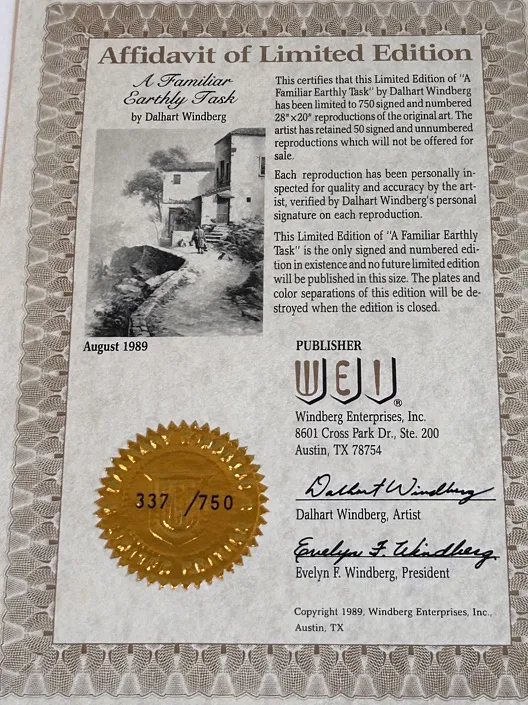 Affidavit of Limited Edition
A Familiar
Earthly Task
by Dalhart Windberg
August 1989
This certifies that this Limited Edition of "A
Familiar Earthly Task" by Dalhart Windberg
has been limited to 750 signed and numbered
28"x20" reproductions of the original art. The
artist has retained 50 signed and unnumbered
reproductions which will not be offered for
sale.
Each reproduction has been personally in-
spected for quality and accuracy by the art-
ist, verified by Dalhart Windberg's personal
signature on each reproduction.
This Limited Edition of "A Familiar Earthly
Task" is the only signed and numbered edi-
tion in existence and no future limited edition
will be published in this size. The plates and
color separations of this edition will be de-
stroyed when the edition is closed.
PUBLISHER
WEI®
Windberg Enterprises, Inc.
8601 Cross Park Dr., Ste. 200
Austin, TX 78754
Dalhart Windberg
Dalhart Windberg, Artist
Evelyn F. Windberg
Evelyn F. Windberg, President
Copyright 1989, Windberg Enterprises, Inc.,
Austin, TX
337 /750